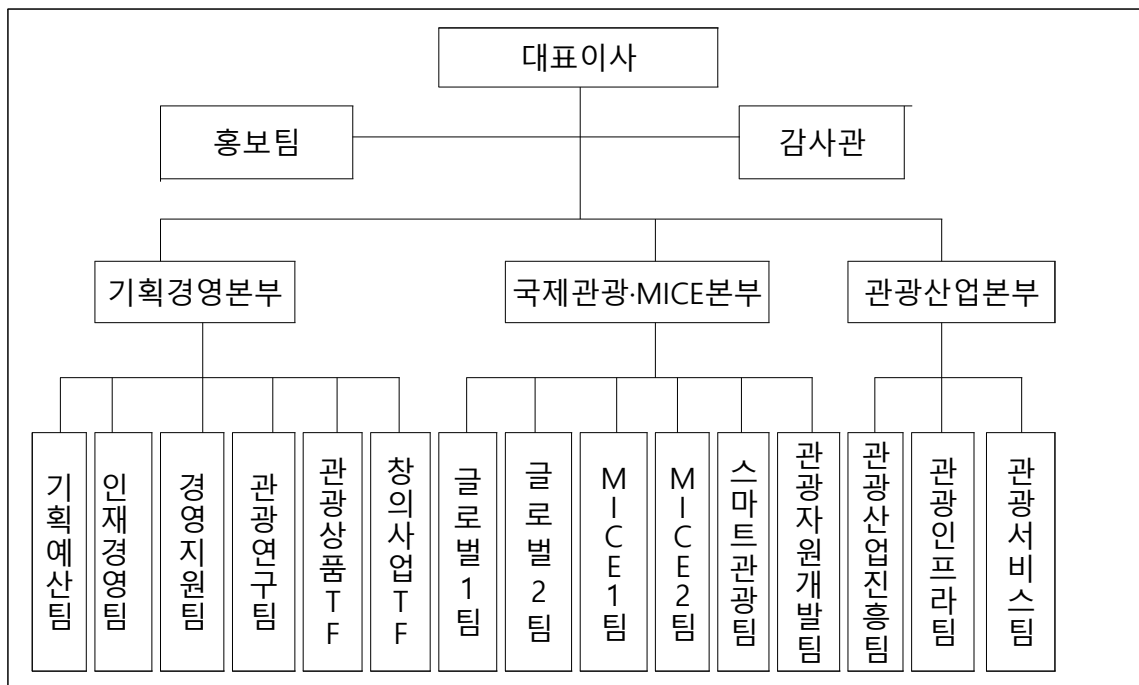 대표이사
홍보팀
감사관
기획경영본부
국제관광·MICE본부
관광산업본부
기획예산팀
인재경영팀
경영지원팀
관광연구팀
관광상품TF
창의사업TF
글로벌1팀
글로벌2팀
MICE1팀
MICE2팀
스마트관광팀
관광자원개발팀
관광산업진흥팀
관광인프라팀
관광서비스팀